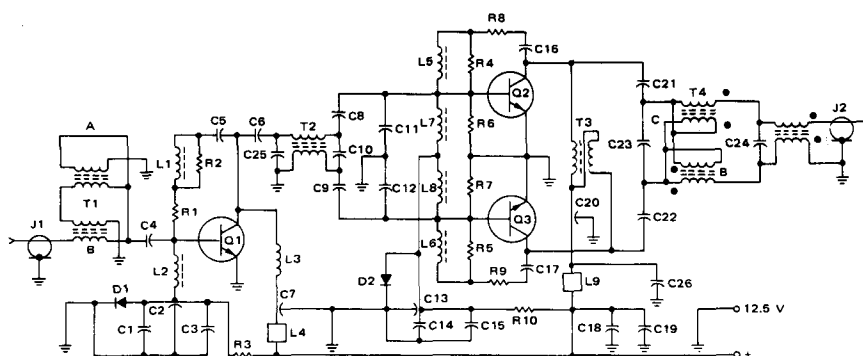 R8
C16
L5
R4
Q2
C21
T4
J2
C5
C6
T2
C8
C11
L7
R6
T3
C
C23
C24
A
L1
R2
C25
C10
C9
C12
L8
R7
B
T1
J1
C4
R1
C20
C22
B
Q1
L6
R5
Q3
L2
L3
D2
R9
C17
L9
C26
D1
C2
C7
C13
12.5 V
C1
C3
L4
C14
C15
R10
C18
C19
R3
+